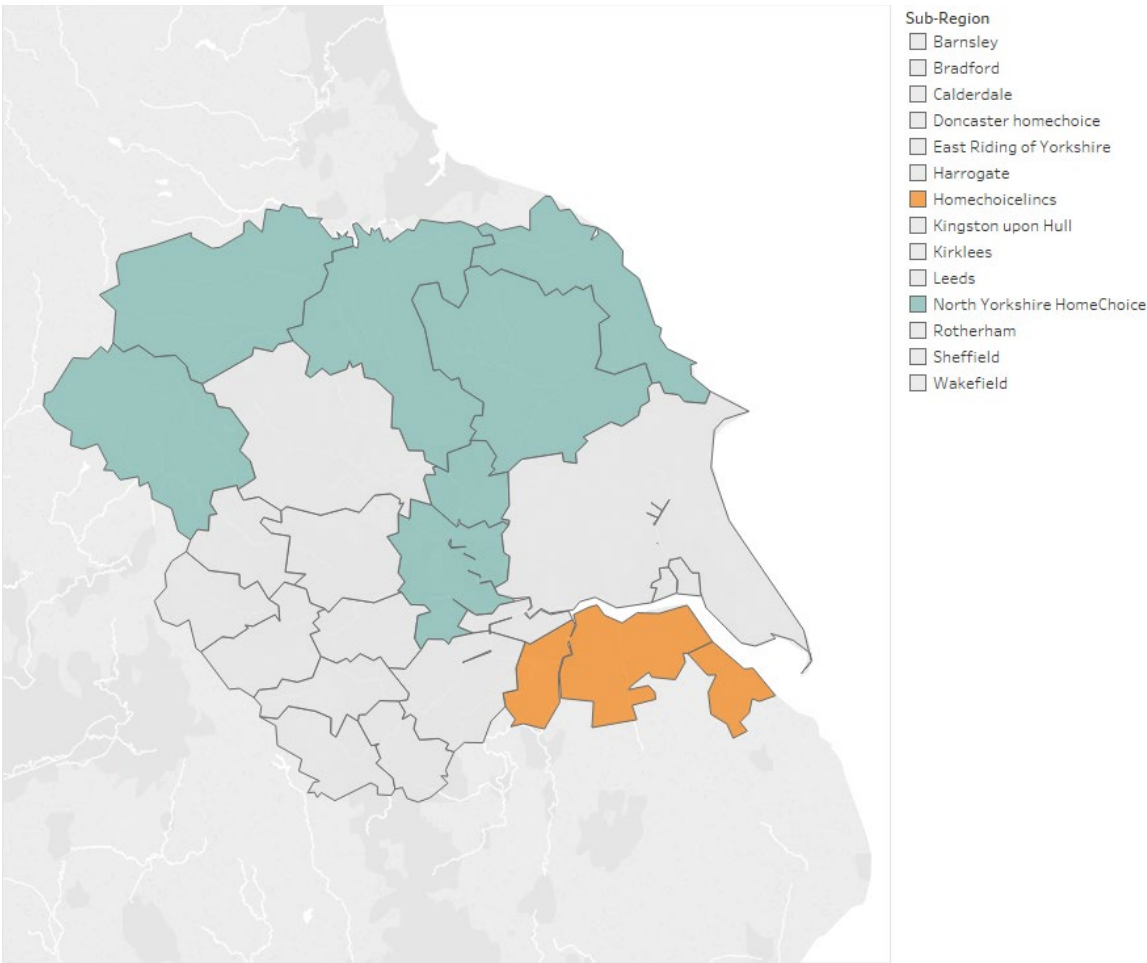 Sub-Region
Barnsley
Bradford
Calderdale
Doncaster homechoice
East Riding of Yorkshire
Harrogate
Homechoicelincs
Kingston upon Hull
Kirklees
Leeds
North Yorkshire HomeChoice
Rotherham
Sheffield
Wakefield